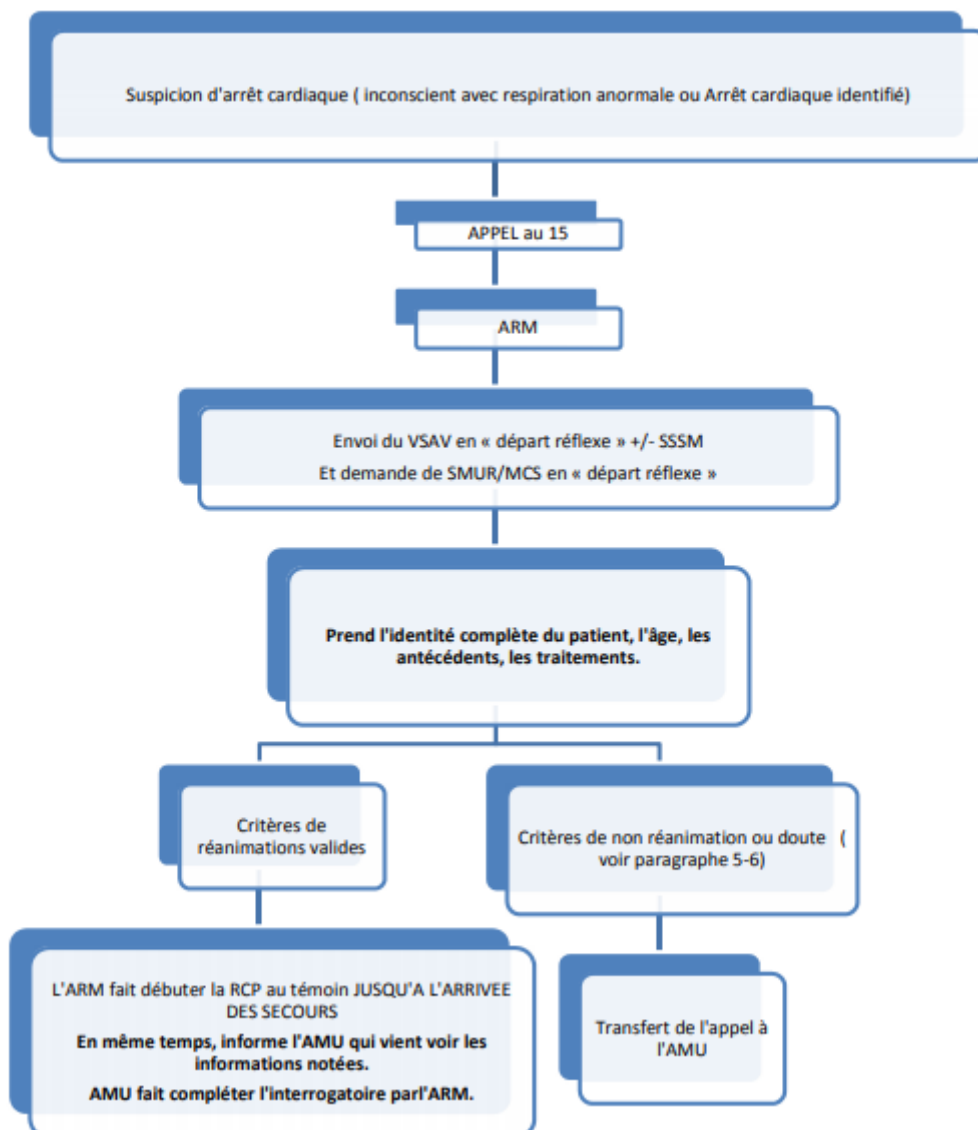 Suspicion d'arrêt cardiaque ( inconscient avec respiration anormale ou Arrêt cardiaque identifié)
APPEL au 15
ARM
Envoi du VSAV en « départ réflexe » +/- SSSM
Et demande de SMUR/MCS en « départ réflexe »
Prend l'identité complète du patient, l'âge, les
antécédents, les traitements.
Critères de
réanimations valides
Critères de non réanimation ou doute (
voir paragraphe 5-6)
L'ARM fait débuter la RCP au témoin JUSQU'A L'ARRIVEE
DES SECOURS
En même temps, informe l'AMU qui vient voir les
informations notées.
AMU fait compléter l'interrogatoire parl'ARM.
Transfert de l'appel à
l'AMU